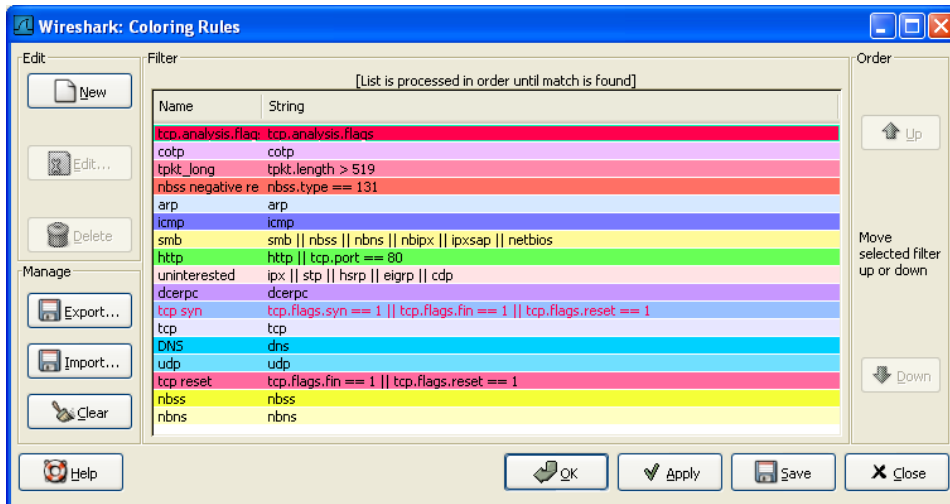 Wireshark: Coloring Rules
Edit
New
Edit...
Delete
Manage
Export...
Import...
Clear
Filter
[List is processed in order until match is found]
Name String
tcp.analysis.flag: tcp.analysis.flags
cotp cotp
tpkt_long tpkt.length > 519
nbss negative re nbss.type == 131
arp arp
icmp icmp
smb smb || nbss || nbns || nbipx || ipxsap || netbios
http http || tcp.port == 80
uninterested ipx || stp || hsrp || eigrp || cdp
dcerpc dcerpc
tcp syn tcp.flags.syn == 1 || tcp.flags.fin == 1 || tcp.flags.reset == 1
tcp tcp
DNS dns
udp udp
tcp reset tcp.flags.fin == 1 || tcp.flags.reset == 1
nbss nbss
nbns nbns
Order
Up
Move
selected filter
up or down
Down
Help
OK
Apply
Save
Close